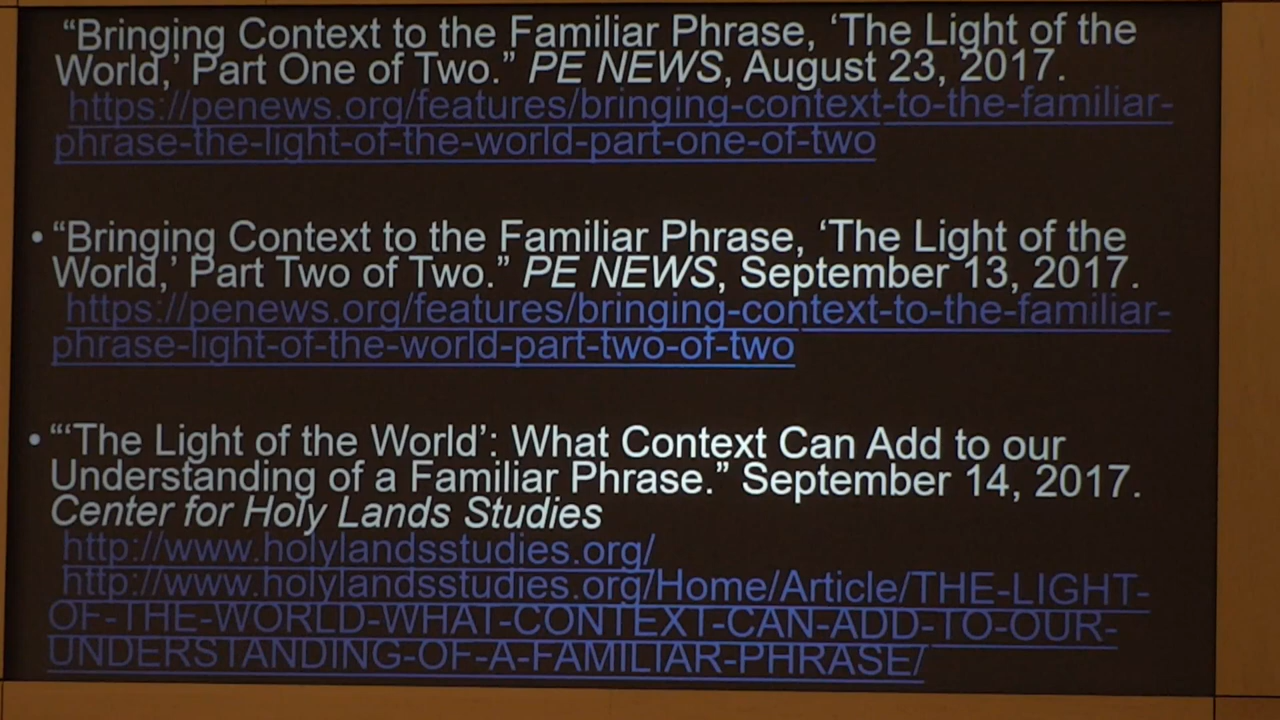 “Bringing Context to the Familiar Phrase, ‘The Light of the
World,’ Part One of Two.” PE NEWS, August 23, 2017.
https://penews.org/features/bringing-context-to-the-familiar-
phrase-the-light-of-the-world-part-one-of-two
• “Bringing Context to the Familiar Phrase, ‘The Light of the
World,’ Part Two of Two.” PE NEWS, September 13, 2017.
https://penews.org/features/bringing-context-to-the-familiar-
phrase-light-of-the-world-part-two-of-two
• “‘The Light of the World’: What Context Can Add to our
Understanding of a Familiar Phrase.” September 14, 2017.
Center for Holy Lands Studies
http://www.holylandsstudies.org/
http://www.holylandsstudies.org/Home/Article/THE-LIGHT-
OF-THE-WORLD-WHAT-CONTEXT-CAN-ADD-TO-OUR-
UNDERSTANDING-OF-A-FAMILIAR-PHRASE/